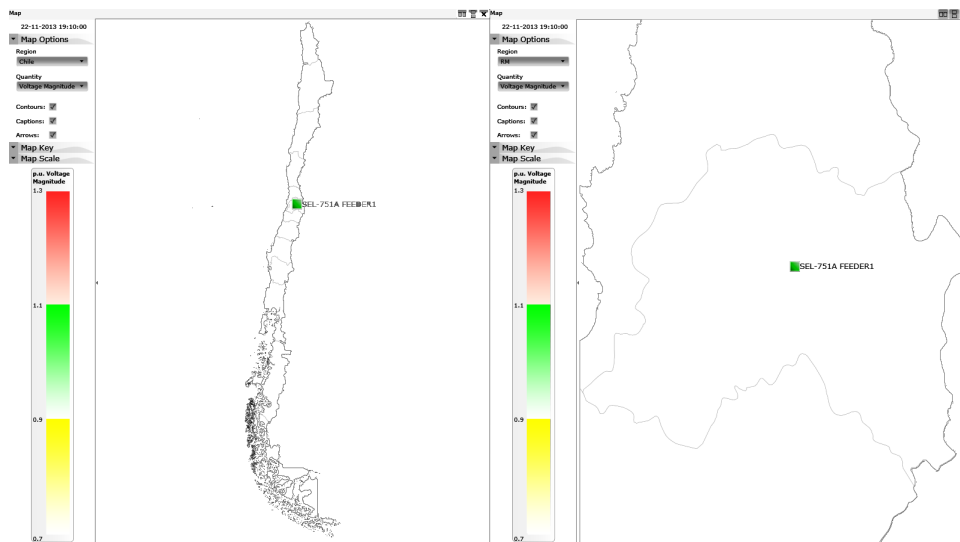 Map
22-11-2013 19:10:00
Map Options
Region
Chile
Quantity
Voltage Magnitude
Contours:
Captions:
Arrows:
Map Key
Map Scale
p.u. Voltage
Magnitude
1.3
1.1
0.9
0.7
SEL-751A FEEDER1
Map
22-11-2013 19:10:00
Map Options
Region
RM
Quantity
Voltage Magnitude
Contours:
Captions:
Arrows:
Map Key
Map Scale
p.u. Voltage
Magnitude
1.3
1.1
0.9
0.7
SEL-751A FEEDER1